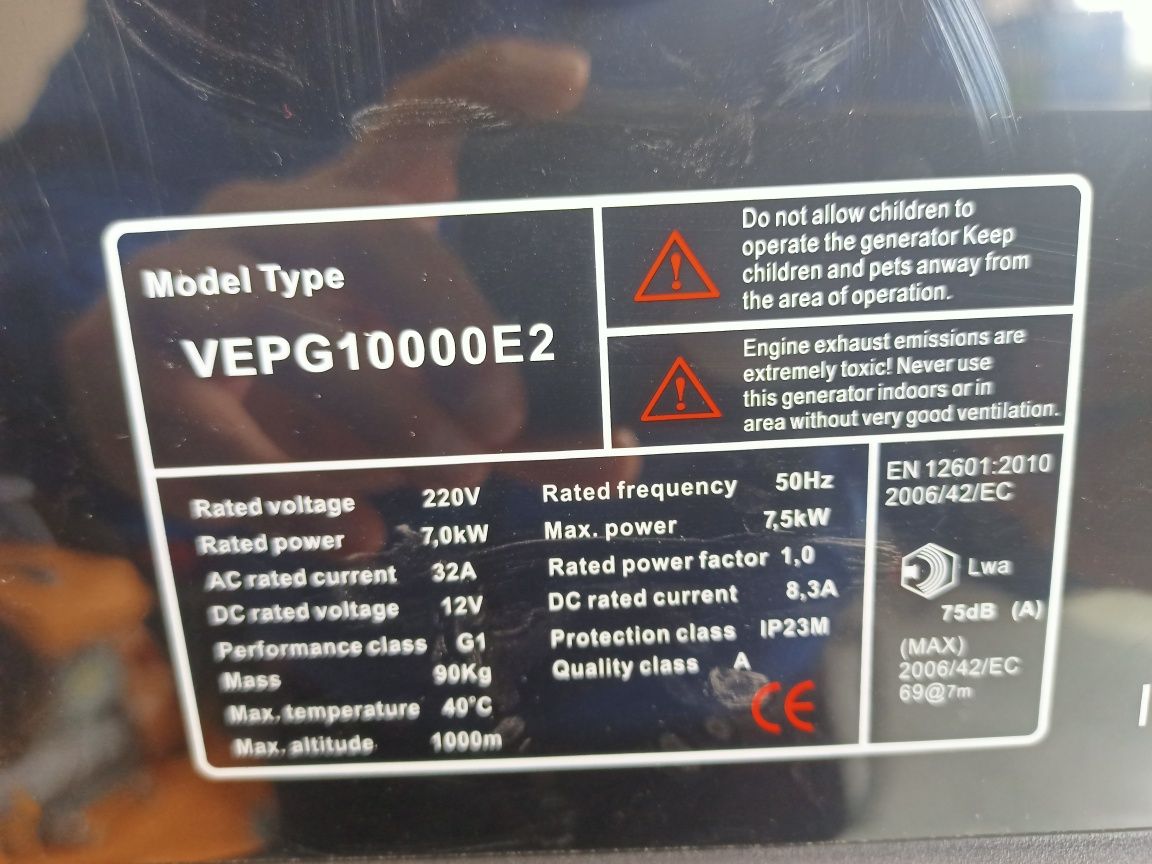 Model Type
VEPG10000E2
Do not allow children to
operate the generator Keep
children and pets anway from
the area of operation.
Engine exhaust emissions are
extremely toxic! Never use
this generator indoors or in
area without very good ventilation.
Rated voltage 220V
Rated power 7,0kW
AC rated current 32A
DC rated voltage 12V
Performance class G1
Mass 90Kg
Max, temperature 40°C
Max, altitude 1000m
Rated frequency 50Hz
Max. power 7,5kW
Rated power factor 1,0
DC rated current 8,3A
Protection class IP23M
Quality class A
CE
EN 12601:2010
2006/42/EC
Lwa
75dB (A)
(MAX)
2006/42/EC
69@7m